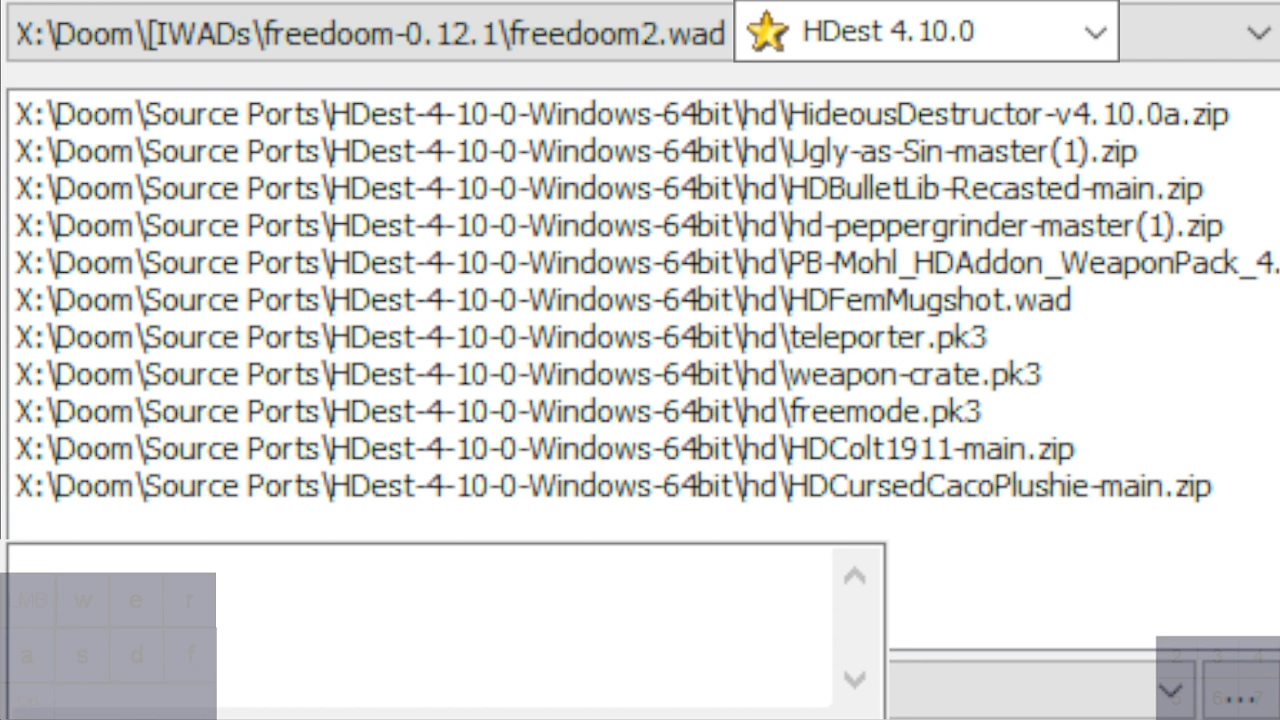 X:\Doom\[IWADs\freedoom-0.12.1\freedoom2.wad
HDest 4.10.0
X:\Doom\Source Ports\HDest-4-10-0-Windows-64bit\hd\HideousDestructor-v4.10.0a.zip
X:\Doom\Source Ports\HDest-4-10-0-Windows-64bit\hd\Ugly-as-Sin-master(1).zip
X:\Doom\Source Ports\HDest-4-10-0-Windows-64bit\hd\HDBulletLib-Recasted-main.zip
X:\Doom\Source Ports\HDest-4-10-0-Windows-64bit\hd\hd-peppergrinder-master(1).zip
X:\Doom\Source Ports\HDest-4-10-0-Windows-64bit\hd\PB-Mohl_HDAddon_WeaponPack_4.
X:\Doom\Source Ports\HDest-4-10-0-Windows-64bit\hd\HDFemMugshot.wad
X:\Doom\Source Ports\HDest-4-10-0-Windows-64bit\hd\teleporter.pk3
X:\Doom\Source Ports\HDest-4-10-0-Windows-64bit\hd\weapon-crate.pk3
X:\Doom\Source Ports\HDest-4-10-0-Windows-64bit\hd\freemode.pk3
X:\Doom\Source Ports\HDest-4-10-0-Windows-64bit\hd\HDColt1911-main.zip
X:\Doom\Source Ports\HDest-4-10-0-Windows-64bit\hd\HDCursedCacoPlushie-main.zip
LMB w e r
a s d f
2 3 4
6 ... 7